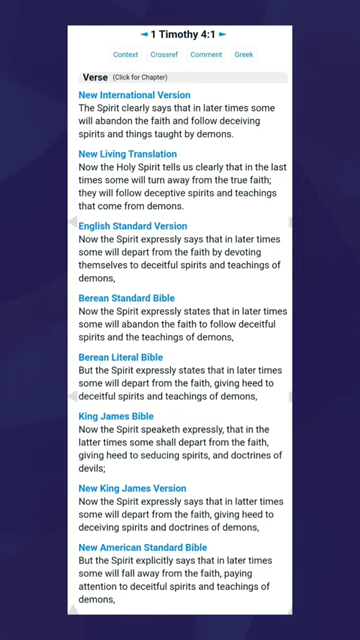 ◄ 1 Timothy 4:1 ►
Context Crossref Comment Greek
Verse (Click for Chapter)
New International Version
The Spirit clearly says that in later times some
will abandon the faith and follow deceiving
spirits and things taught by demons.
New Living Translation
Now the Holy Spirit tells us clearly that in the last
times some will turn away from the true faith;
they will follow deceptive spirits and teachings
that come from demons.
English Standard Version
Now the Spirit expressly says that in later times
some will depart from the faith by devoting
themselves to deceitful spirits and teachings of
demons,
Berean Standard Bible
Now the Spirit expressly states that in later times
some will abandon the faith to follow deceitful
spirits and the teachings of demons,
Berean Literal Bible
But the Spirit expressly states that in later times
some will depart from the faith, giving heed to
deceitful spirits and teachings of demons,
King James Bible
Now the Spirit speaketh expressly, that in the
latter times some shall depart from the faith,
giving heed to seducing spirits, and doctrines of
devils;
New King James Version
Now the Spirit expressly says that in latter times
some will depart from the faith, giving heed to
deceiving spirits and doctrines of demons,
New American Standard Bible
But the Spirit explicitly says that in later times
some will fall away from the faith, paying
attention to deceitful spirits and teachings of
demons,